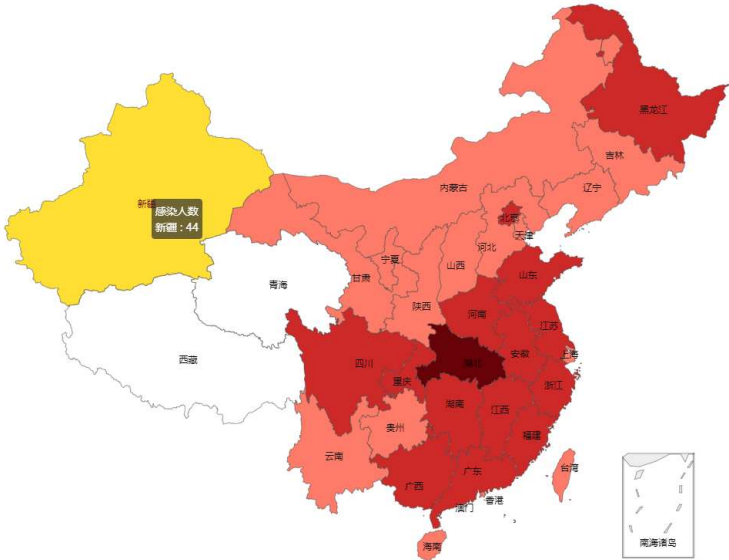 黑龙江
吉林
辽宁
内蒙古
新疆
感染人数
新疆 : 44
北京
天津
河北
山西
宁夏
青海
甘肃
陕西
山东
河南
江苏
西藏
四川
重庆
湖北
安徽
上海
浙江
湖南
江西
贵州
云南
福建
广西
广东
台湾
香港
澳门
海南
南海诸岛